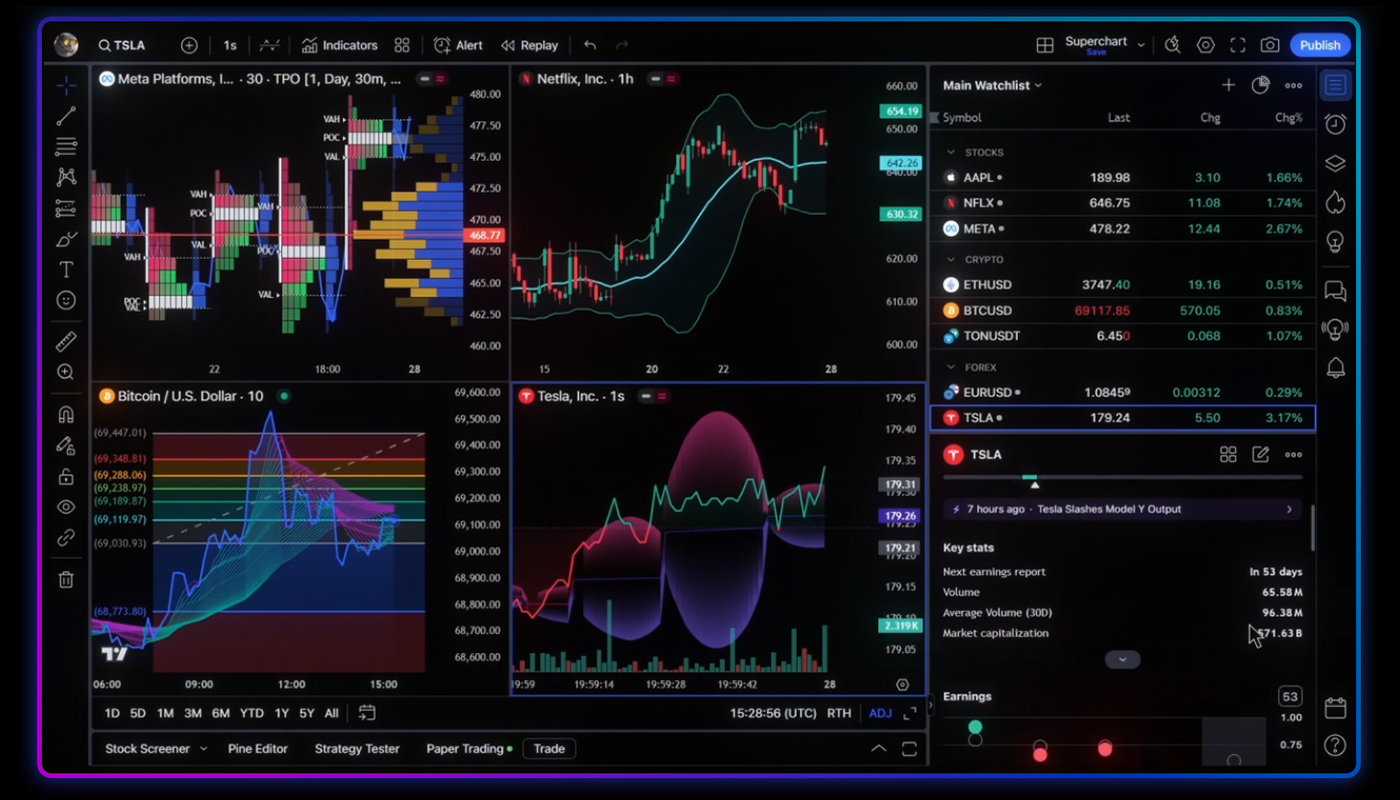 TSLA 1s Indicators Alert Replay Superchart Save Publish
Meta Platforms, I... · 30 · TPO [1, Day, 30m, ...
480.00
477.50
475.00
472.50
470.00
468.77
467.50
465.00
462.50
460.00
VAH
POC
VAL
VAH
POC
VAL
VAH
POC
VAL
VAH
POC
VAL
22 18:00 28
Netflix, Inc. · 1h
660.00
654.19
650.00
642.26
640.00
630.32
620.00
610.00
600.00
15 20 22 28
Bitcoin / U.S. Dollar · 10
69,600.00
69,500.00
69,400.00
69,300.00
69,200.00
69,100.00
69,000.00
68,900.00
68,800.00
68,700.00
68,600.00
(69,447.01)
(69,348.81)
(69,288.06)
(69,238.97)
(69,189.87)
(69,119.97)
(69,030.93)
(68,773.80)
06:00 09:00 12:00 15:00
Tesla, Inc. · 1s
179.45
179.40
179.35
179.31
179.30
179.26
179.21
179.20
179.15
2.319K
179.05
19:59 19:59:14 19:59:28 19:59:42 28
1D 5D 1M 3M 6M YTD 1Y 5Y All 15:28:56 (UTC) RTH ADJ
Stock Screener Pine Editor Strategy Tester Paper Trading Trade
Main Watchlist
Symbol Last Chg Chg%
STOCKS
AAPL 189.98 3.10 1.66%
NFLX 646.75 11.08 1.74%
META 478.22 12.44 2.67%
CRYPTO
ETHUSD 3747.40 19.16 0.51%
BTCUSD 69117.85 570.05 0.83%
TONUSDT 6.450 0.068 1.07%
FOREX
EURUSD 1.08459 0.00312 0.29%
TSLA 179.24 5.50 3.17%
TSLA
7 hours ago · Tesla Slashes Model Y Output
Key stats
Next earnings report In 53 days
Volume 65.58M
Average Volume (30D) 96.38M
Market capitalization 571.63B
Earnings 53
1.00
0.75